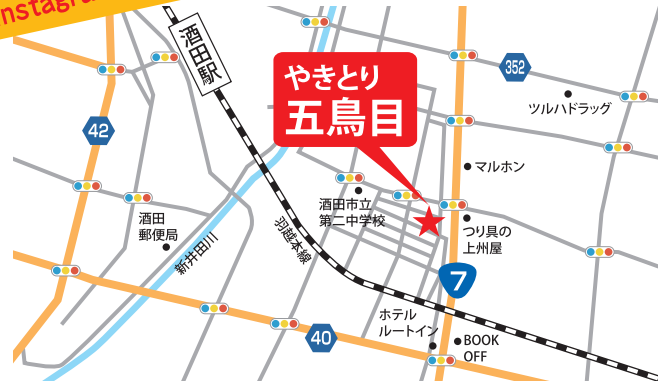 Instagra
酒田駅
352
やきとり
五鳥目
ツルハドラッグ
42
マルホン
酒田市立
第二中学校
酒田
郵便局
つり具の
上州屋
新井田川
羽越本線
7
ホテル
ルートイン
40
BOOK
OFF